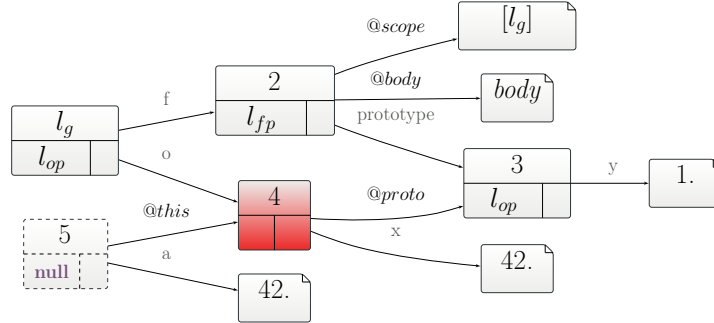 @scope
[l_g]
2
@body
body
f
l_fp
prototype
l_g
l_op
o
3
y
1.
4
@proto
l_op
@this
5
x
a
null
42.
42.